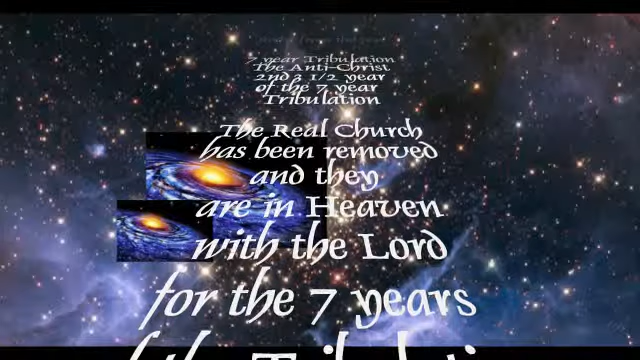 7 year Tribulation
The Anti-Christ
2nd 3 1/2 year
of the 7 year
Tribulation
The Real Church
has been removed
and they
are in Heaven
with the Lord
for the 7 years